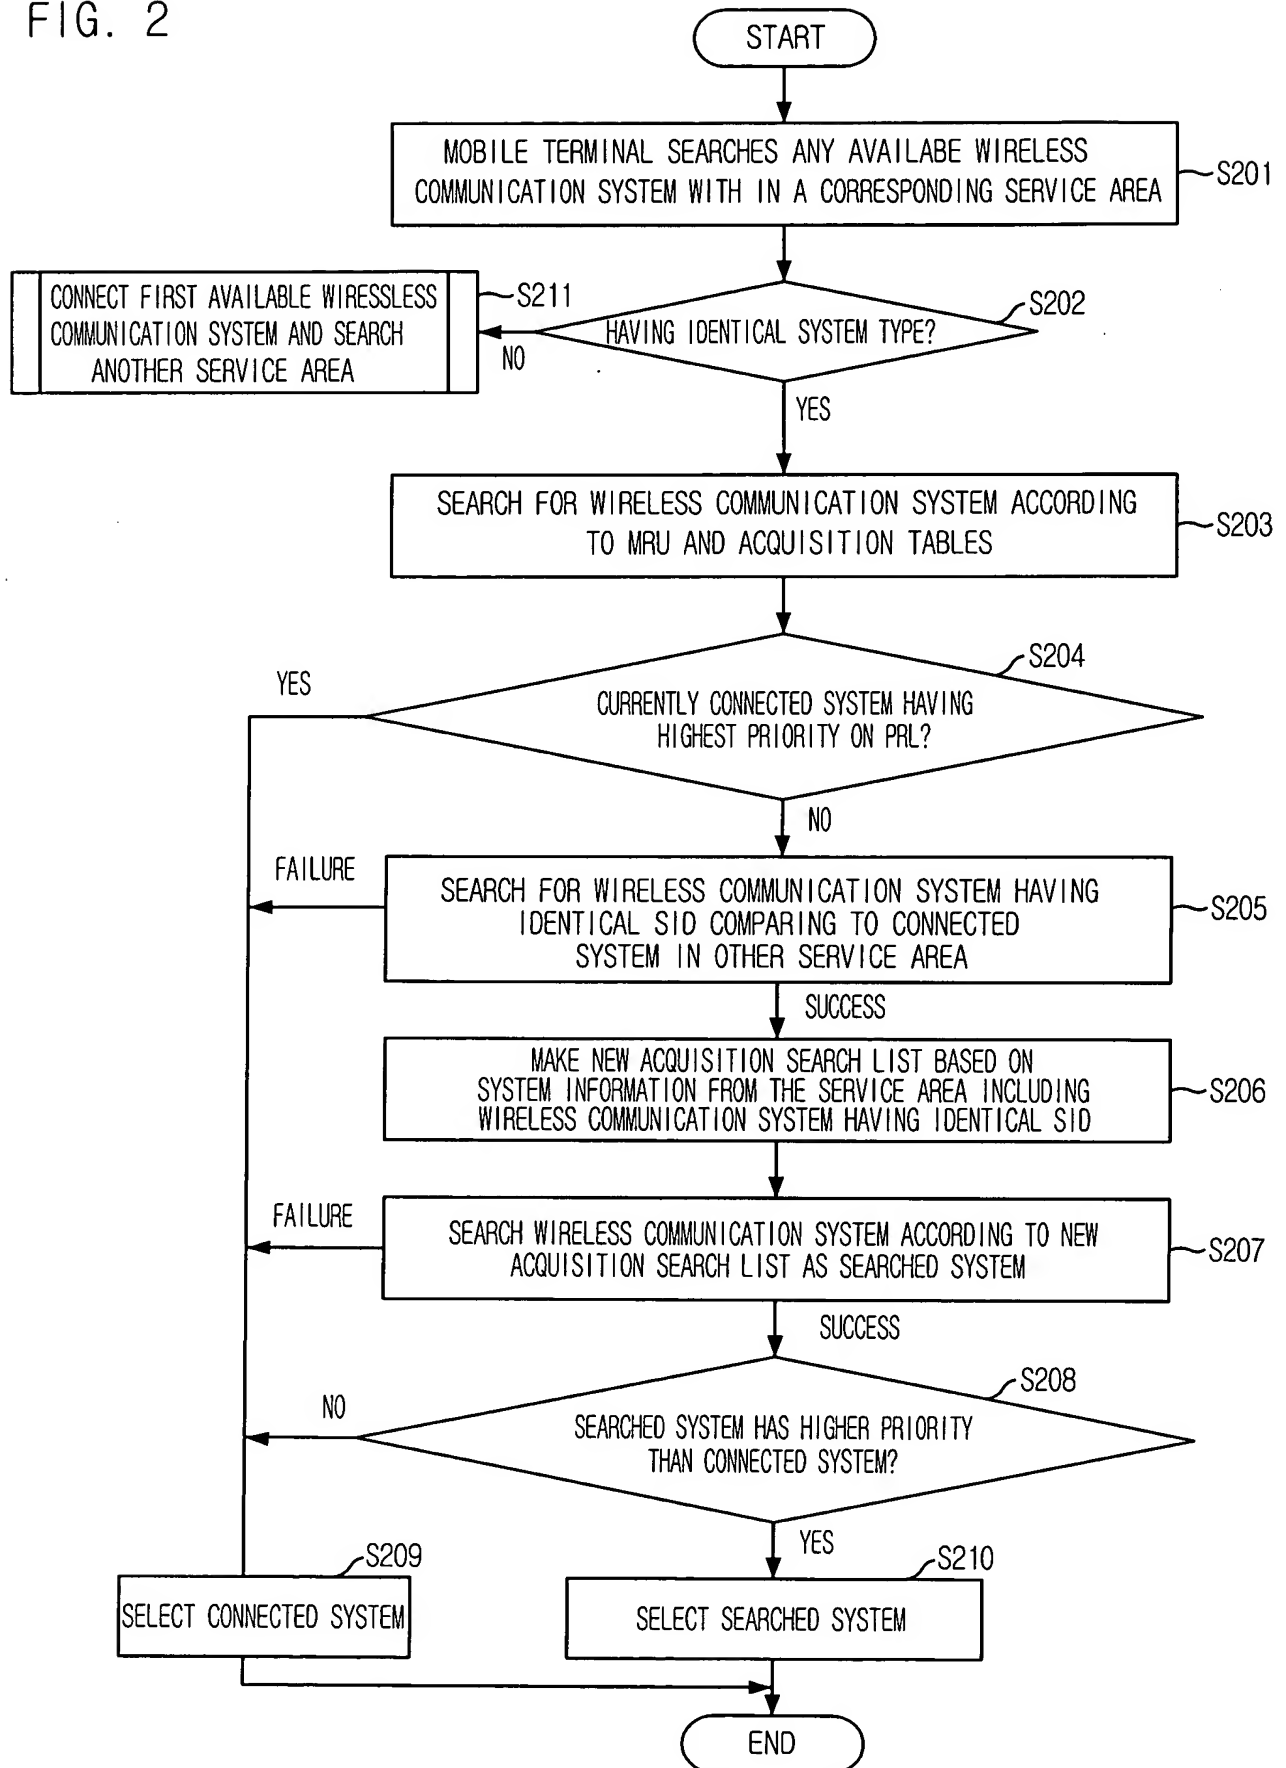 FIG. 2
START
MOBILE TERMINAL SEARCHES ANY AVAILABE WIRELESS
COMMUNICATION SYSTEM WITH IN A CORRESPONDING SERVICE AREA
S201
CONNECT FIRST AVAILABLE WIRESSLESS
COMMUNICATION SYSTEM AND SEARCH
ANOTHER SERVICE AREA
S211
HAVING IDENTICAL SYSTEM TYPE?
S202
NO
YES
SEARCH FOR WIRELESS COMMUNICATION SYSTEM ACCORDING
TO MRU AND ACQUISITION TABLES
S203
S204
YES
CURRENTLY CONNECTED SYSTEM HAVING
HIGHEST PRIORITY ON PRL?
NO
FAILURE
SEARCH FOR WIRELESS COMMUNICATION SYSTEM HAVING
IDENTICAL SID COMPARING TO CONNECTED
SYSTEM IN OTHER SERVICE AREA
S205
SUCCESS
MAKE NEW ACQUISITION SEARCH LIST BASED ON
SYSTEM INFORMATION FROM THE SERVICE AREA INCLUDING
WIRELESS COMMUNICATION SYSTEM HAVING IDENTICAL SID
S206
FAILURE
SEARCH WIRELESS COMMUNICATION SYSTEM ACCORDING TO NEW
ACQUISITION SEARCH LIST AS SEARCHED SYSTEM
S207
SUCCESS
S208
NO
SEARCHED SYSTEM HAS HIGHER PRIORITY
THAN CONNECTED SYSTEM?
YES
S209
SELECT CONNECTED SYSTEM
S210
SELECT SEARCHED SYSTEM
END